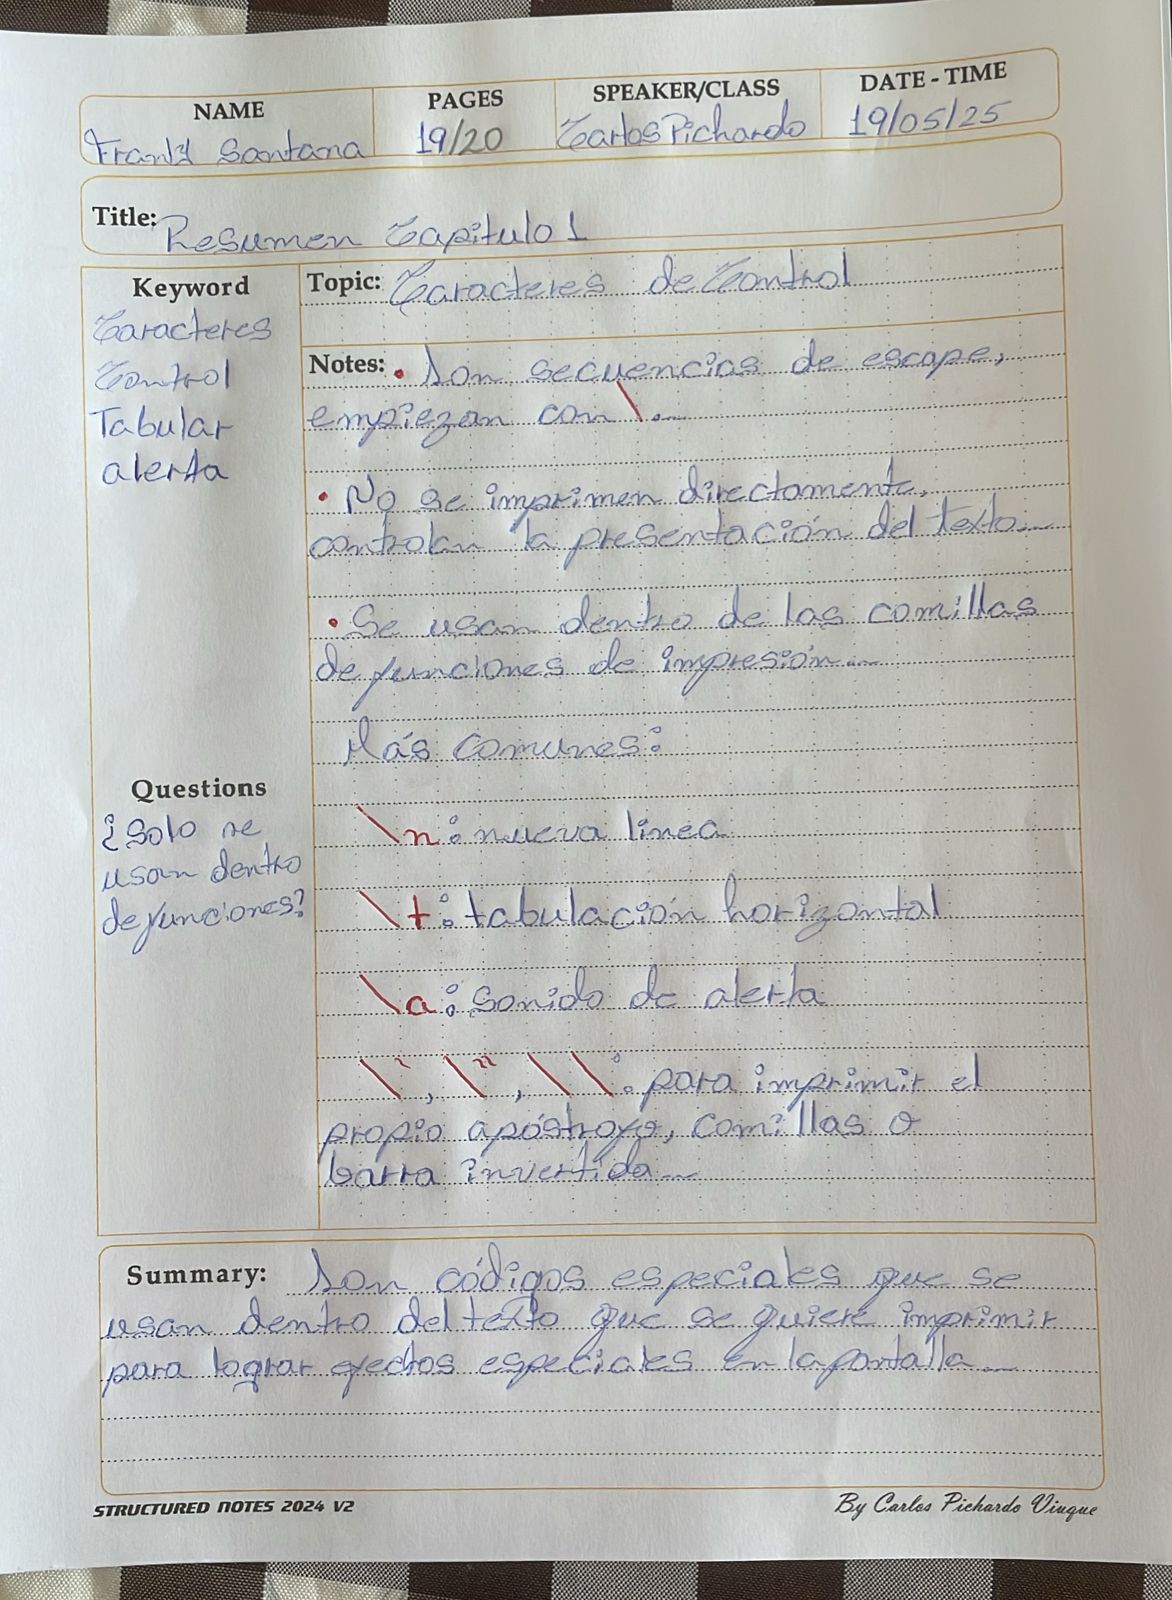 NAME PAGES SPEAKER/CLASS DATE - TIME
Frank Santana 19/20 Carlos Pichardo 19/05/25
Title: Resumen Capitulo 1
Keyword
Caracteres
Control
Tabular
alerta
Topic: Caracteres de Control
Notes: • Son secuencias de escape,
empiezan con \.
• No se imprimen directamente,
controlan la presentación del texto.
• Se usan dentro de las comillas
de funciones de impresión.
Más comunes:
\n: nueva linea
\t: tabulación horizontal
\a: Sonido de alerta
\', \", \\: para imprimir el
propio apóstrofo, comillas o
barra invertida.
Questions
¿Solo se
usan dentro
de funciones?
Summary: Son códigos especiales que se
usan dentro del texto que se quiere imprimir
para lograr efectos especiales en la pantalla.
STRUCTURED NOTES 2024 V2 By Carlos Pichardo Viuque